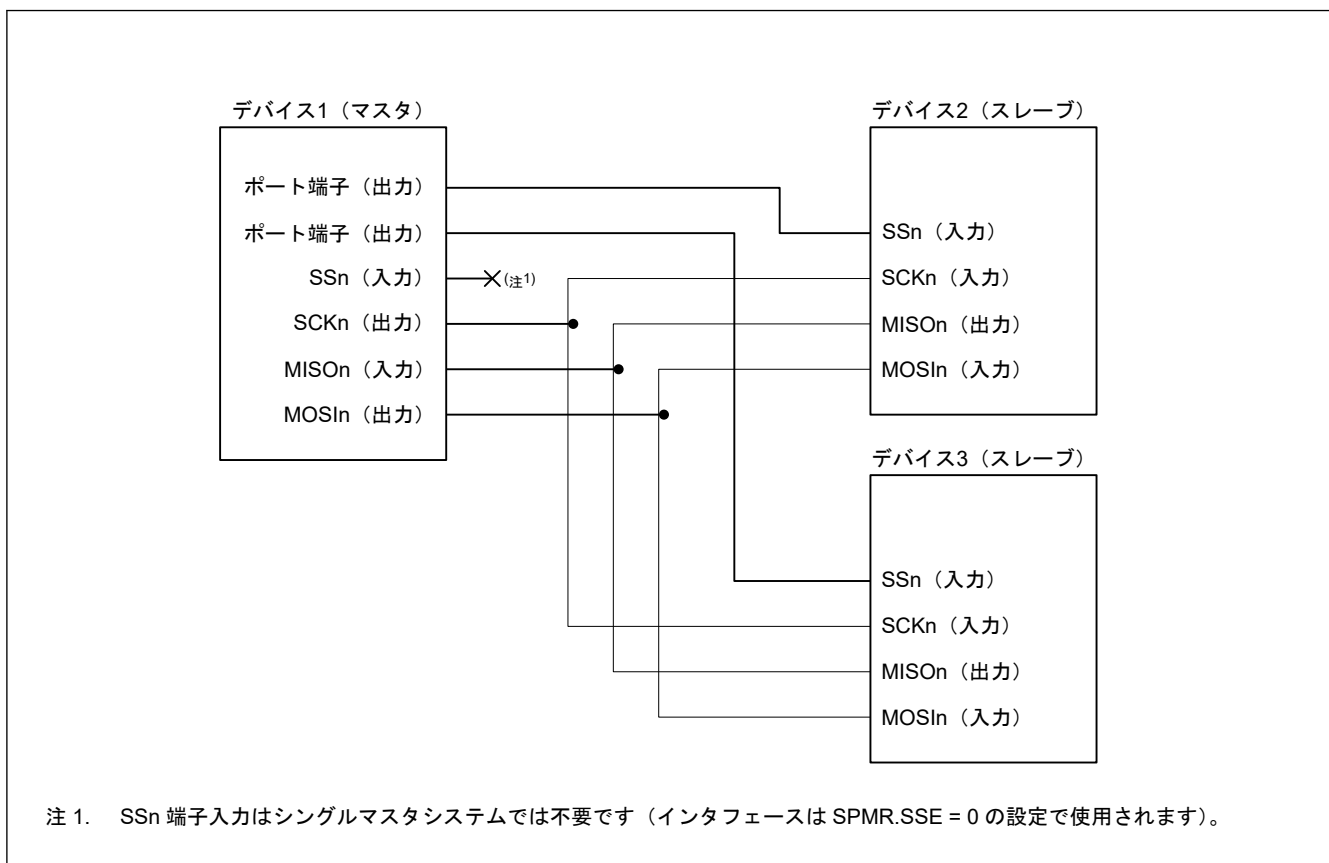 デバイス1（マスタ）
ポート端子（出力）
ポート端子（出力）
SSn（入力）
(注1)
SCKn（出力）
MISOn（入力）
MOSIn（出力）
デバイス2（スレーブ）
SSn（入力）
SCKn（入力）
MISOn（出力）
MOSIn（入力）
デバイス3（スレーブ）
SSn（入力）
SCKn（入力）
MISOn（出力）
MOSIn（入力）
注 1. SSn 端子入力はシングルマスタシステムでは不要です（インタフェースは SPMR.SSE = 0 の設定で使用されます）。